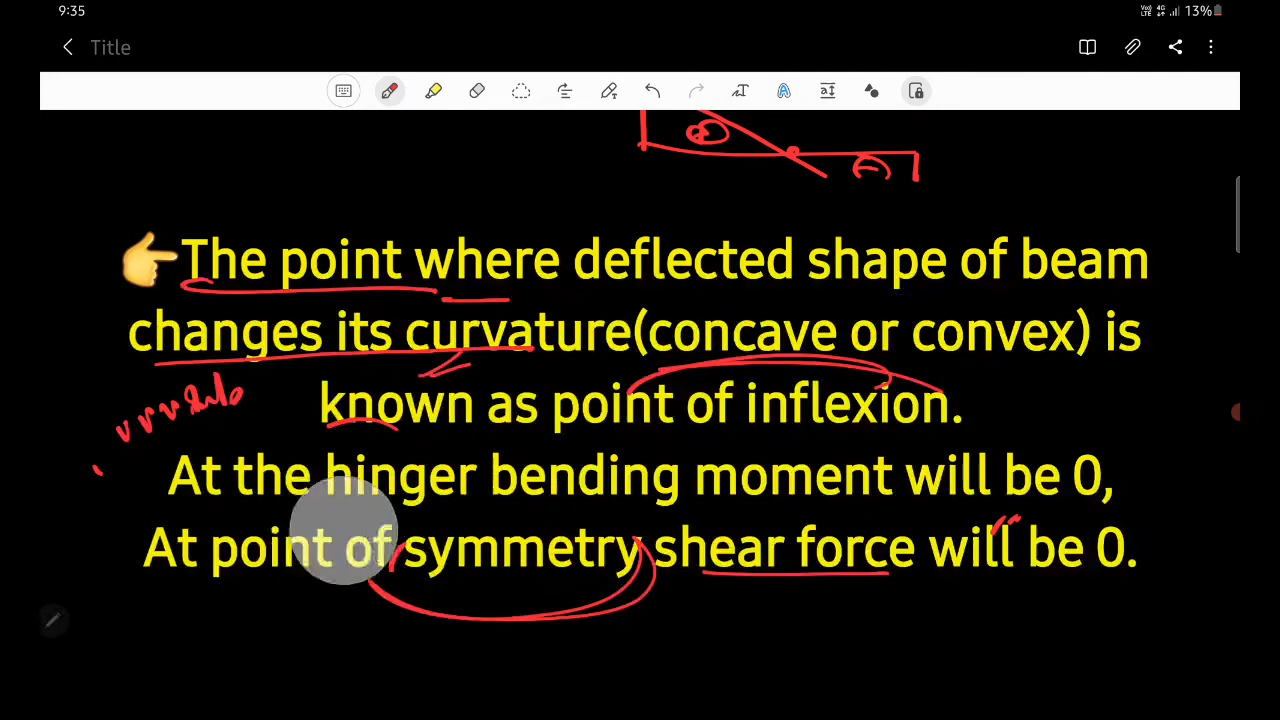 9:35
13%
Title
👉The point where deflected shape of beam
changes its curvature(concave or convex) is
known as point of inflexion.
At the hinger bending moment will be 0,
At point of symmetry shear force will be 0.